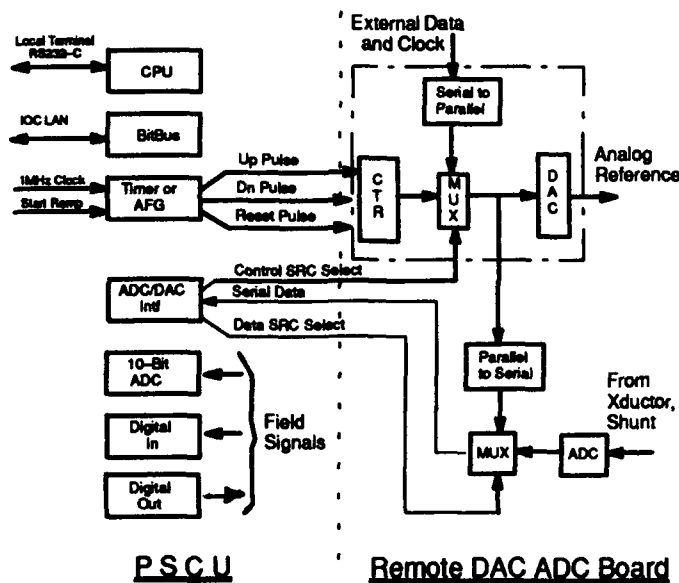 External Data
and Clock
Local Terminal
RS232-C
CPU
Serial to
Parallel
IOC LAN
BitBus
Analog
Reference
1MHz Clock
Start Ramp
Timer or
AFG
Up Pulse
Dn Pulse
Reset Pulse
CTR
MUX
DAC
Control SRC Select
ADC/DAC
Intf
Serial Data
Data SRC Select
10-Bit
ADC
Parallel
to Serial
Digital
In
Field
Signals
From
Xductor,
Shunt
MUX
ADC
Digital
Out
P S C U
Remote DAC ADC Board